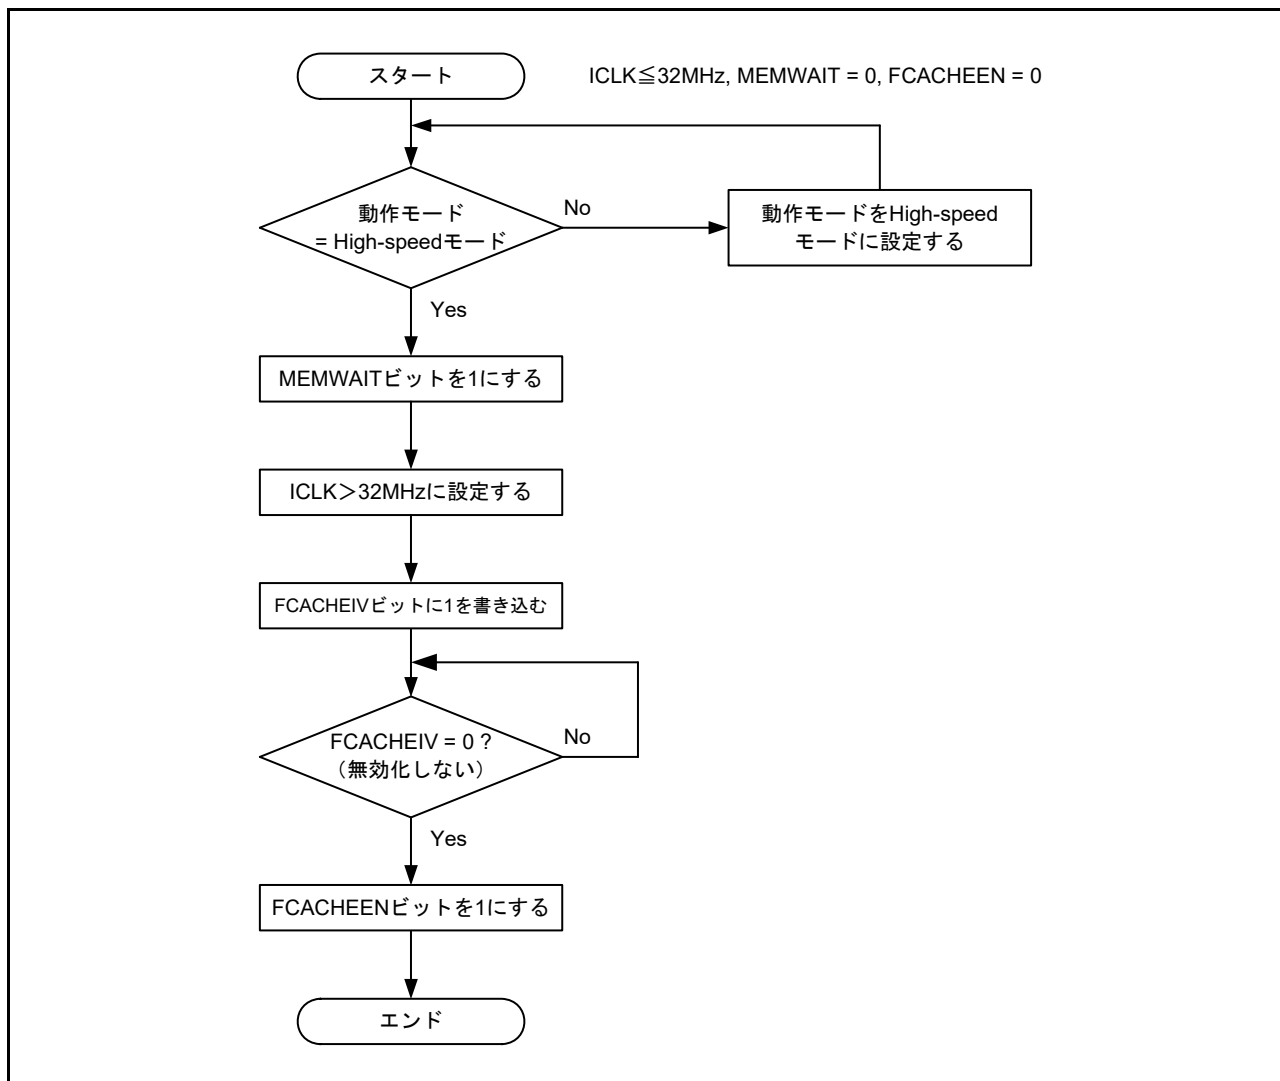 スタート
ICLK≦32MHz, MEMWAIT = 0, FCACHEEN = 0
動作モード
= High-speedモード
No
動作モードをHigh-speed
モードに設定する
Yes
MEMWAITビットを1にする
ICLK＞32MHzに設定する
FCACHEIVビットに1を書き込む
FCACHEIV = 0 ?
（無効化しない）
No
Yes
FCACHEENビットを1にする
エンド